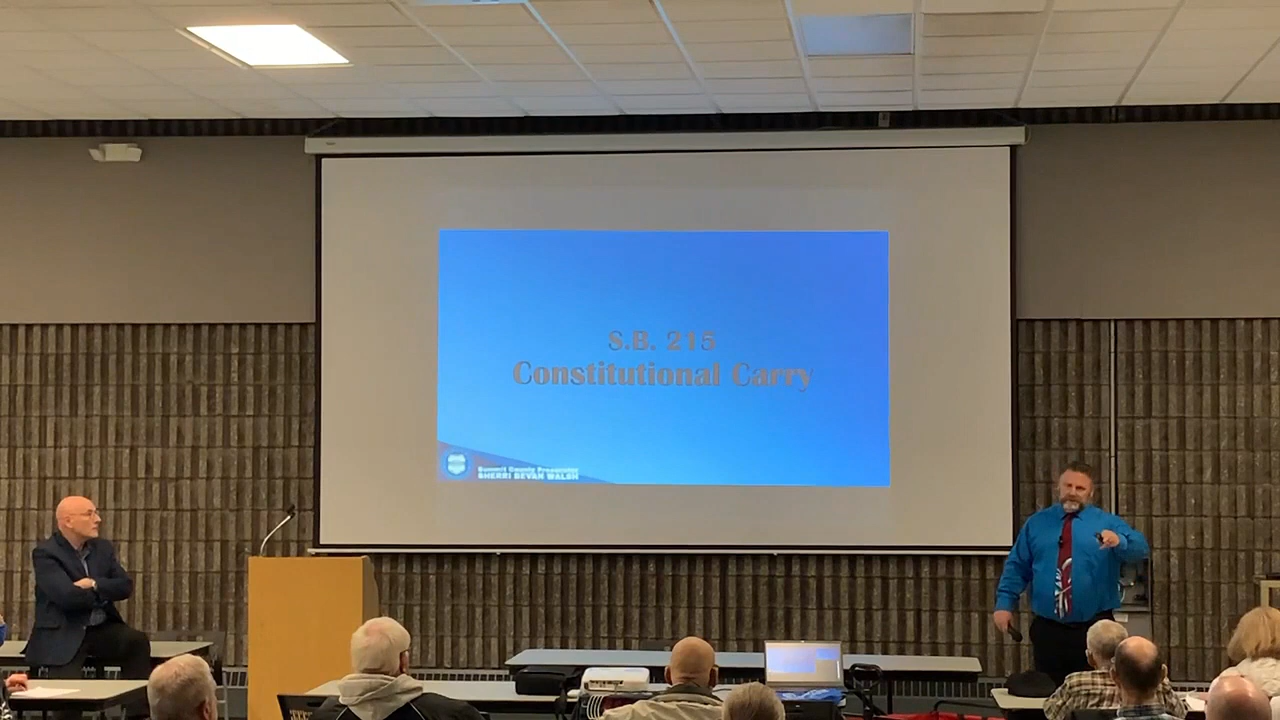 S.B. 215
Constitutional Carry
Summit County Prosecutor
SHERRI BEVAN WALSH